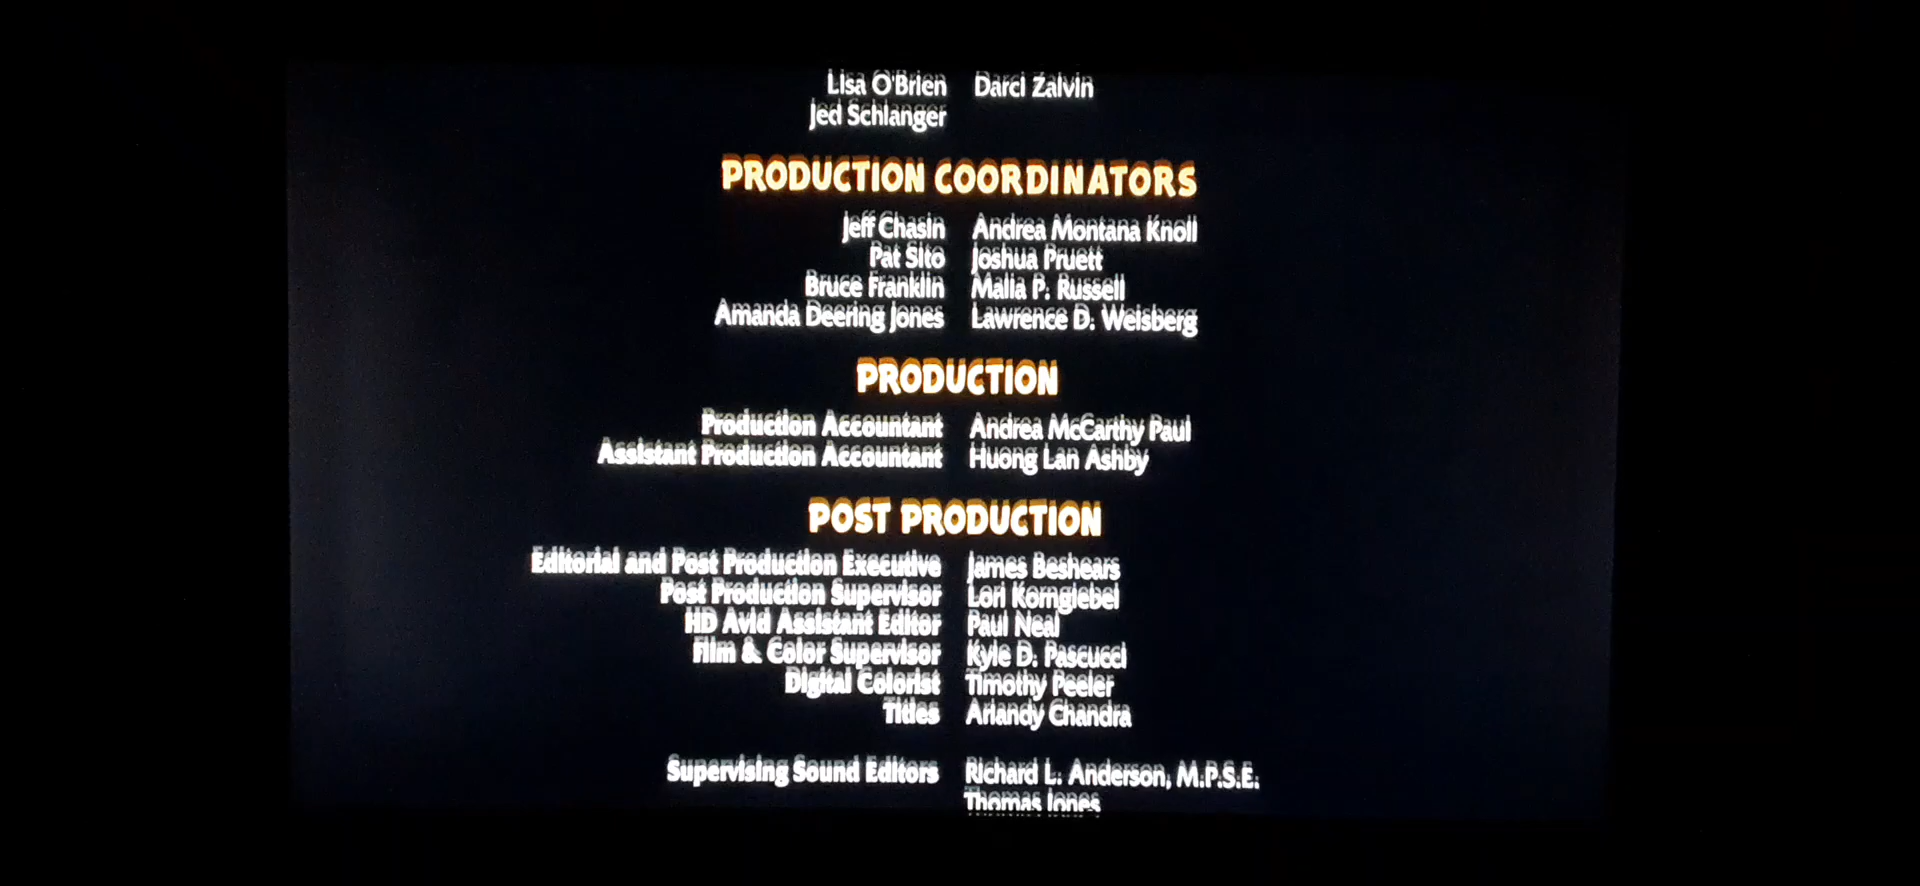 Lisa O'Brien Darci Zalvin
Jed Schlanger
PRODUCTION COORDINATORS
Jeff Chasin Andrea Montana Knoll
Pat Sito Joshua Pruett
Bruce Franklin Malia P. Russell
Amanda Deering Jones Lawrence D. Weisberg
PRODUCTION
Production Accountant Andrea McCarthy Paul
Assistant Production Accountant Huong Lan Ashby
POST PRODUCTION
Editorial and Post Production Executive James Beshears
Post Production Supervisor Lori Korngiebel
HD Avid Assistant Editor Paul Neal
Film & Color Supervisor Kyle D. Pascucci
Digital Colorist Timothy Peeler
Titles Ariandy Chandra
Supervising Sound Editors Richard L. Anderson, M.P.S.E.
Thomas Jones